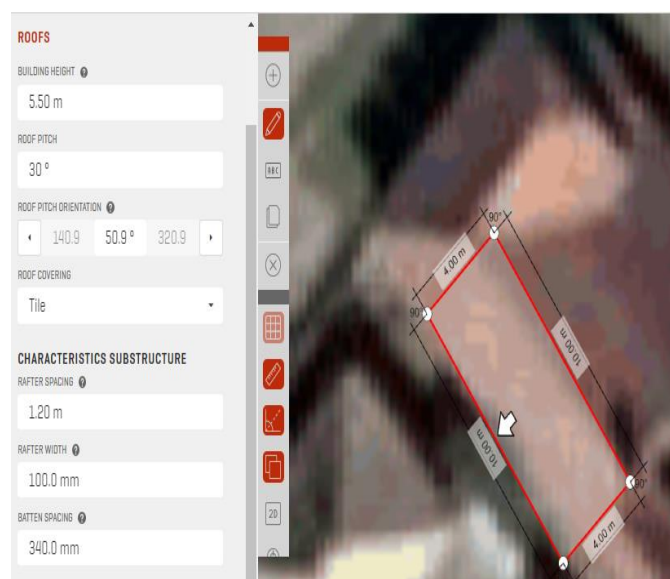 ROOFS
BUILDING HEIGHT ?
5.50 m
ROOF PITCH
30 °
ROOF PITCH ORIENTATION ?
140.9 50.9 ° 320.9
ROOF COVERING
Tile
CHARACTERISTICS SUBSTRUCTURE
RAFTER SPACING ?
1.20 m
RAFTER WIDTH ?
100.0 mm
BATTEN SPACING ?
340.0 mm
ABC
2D
90°
4.00 m
90°
10.00 m
10.00 m
90°
4.00 m